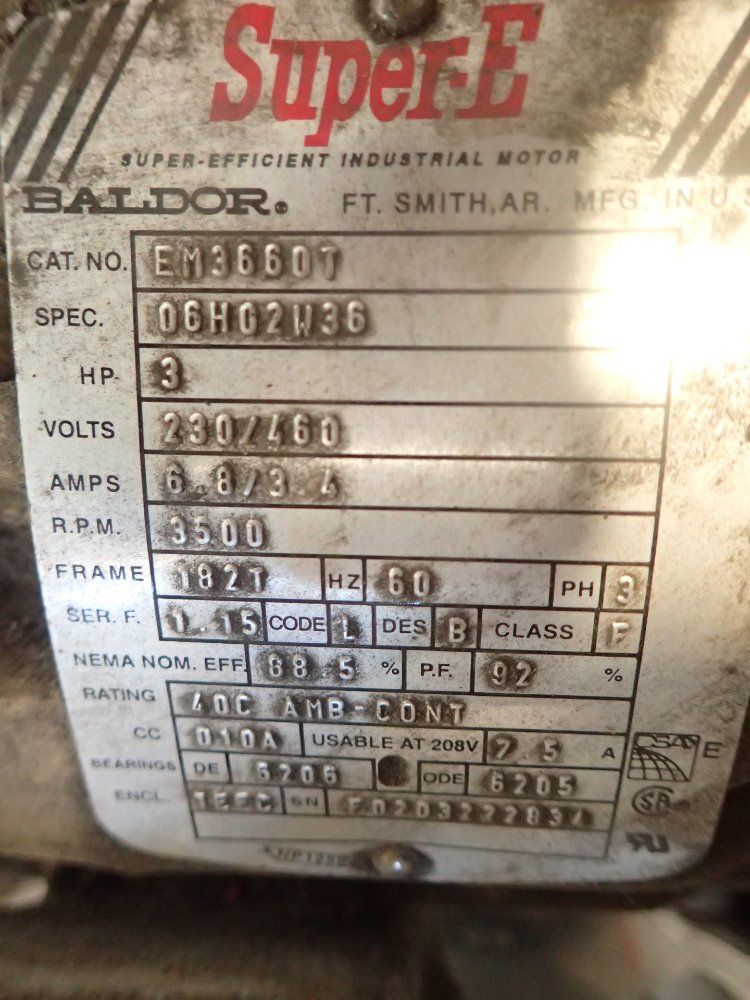 Super-E
SUPER-EFFICIENT INDUSTRIAL MOTOR
BALDOR. FT. SMITH, AR. MFG. IN U.S.
CAT. NO. EM3660T
SPEC. 06H02W36
HP 3
VOLTS 230/460
AMPS 6.8/3.4
R.P.M. 3500
FRAME 182T HZ 60 PH 3
SER. F. 1.15 CODE L DES B CLASS F
NEMA NOM. EFF. 88.5 % P.F. 92 %
RATING 40C AMB-CONT
CC 010A USABLE AT 208V 7.5 A
BEARINGS DE 6206 ODE 6205
ENCL. TEFC SN F0203222834
CSA E